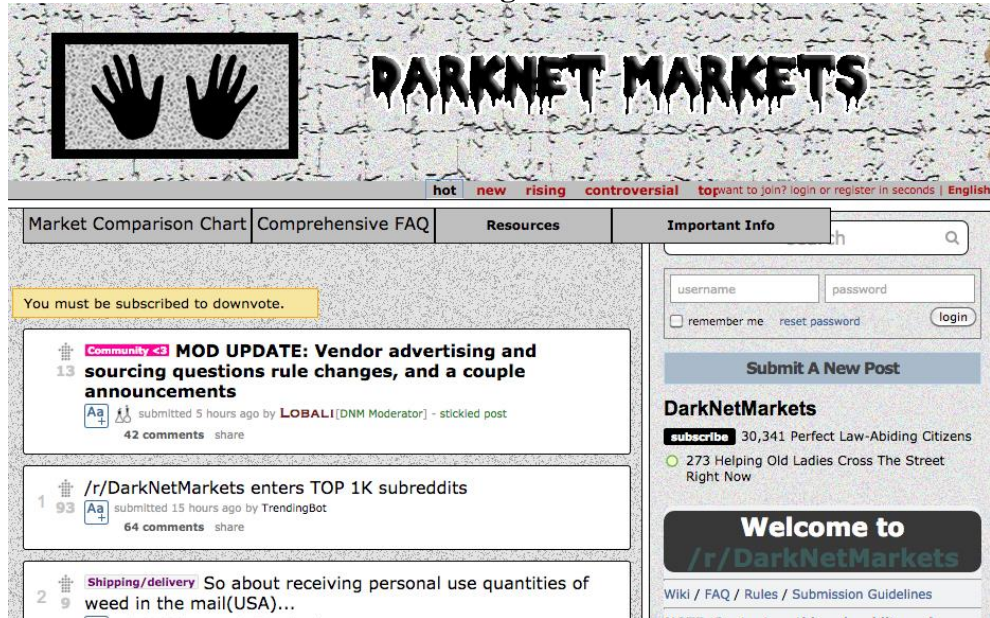 DARKNET MARKETS
hot new rising controversial top
want to join? login or register in seconds | English
Market Comparison Chart
Comprehensive FAQ
Resources
Important Info
You must be subscribed to downvote.
13
Community <3 MOD UPDATE: Vendor advertising and
sourcing questions rule changes, and a couple
announcements
Aa+ submitted 5 hours ago by LOBALI[DNM Moderator] - stickied post
42 comments share
1
93
/r/DarkNetMarkets enters TOP 1K subreddits
Aa+ submitted 15 hours ago by TrendingBot
64 comments share
2
9
Shipping/delivery So about receiving personal use quantities of
weed in the mail(USA)...
username
password
remember me reset password login
Submit A New Post
DarkNetMarkets
subscribe 30,341 Perfect Law-Abiding Citizens
273 Helping Old Ladies Cross The Street
Right Now
Welcome to
/r/DarkNetMarkets
Wiki / FAQ / Rules / Submission Guidelines